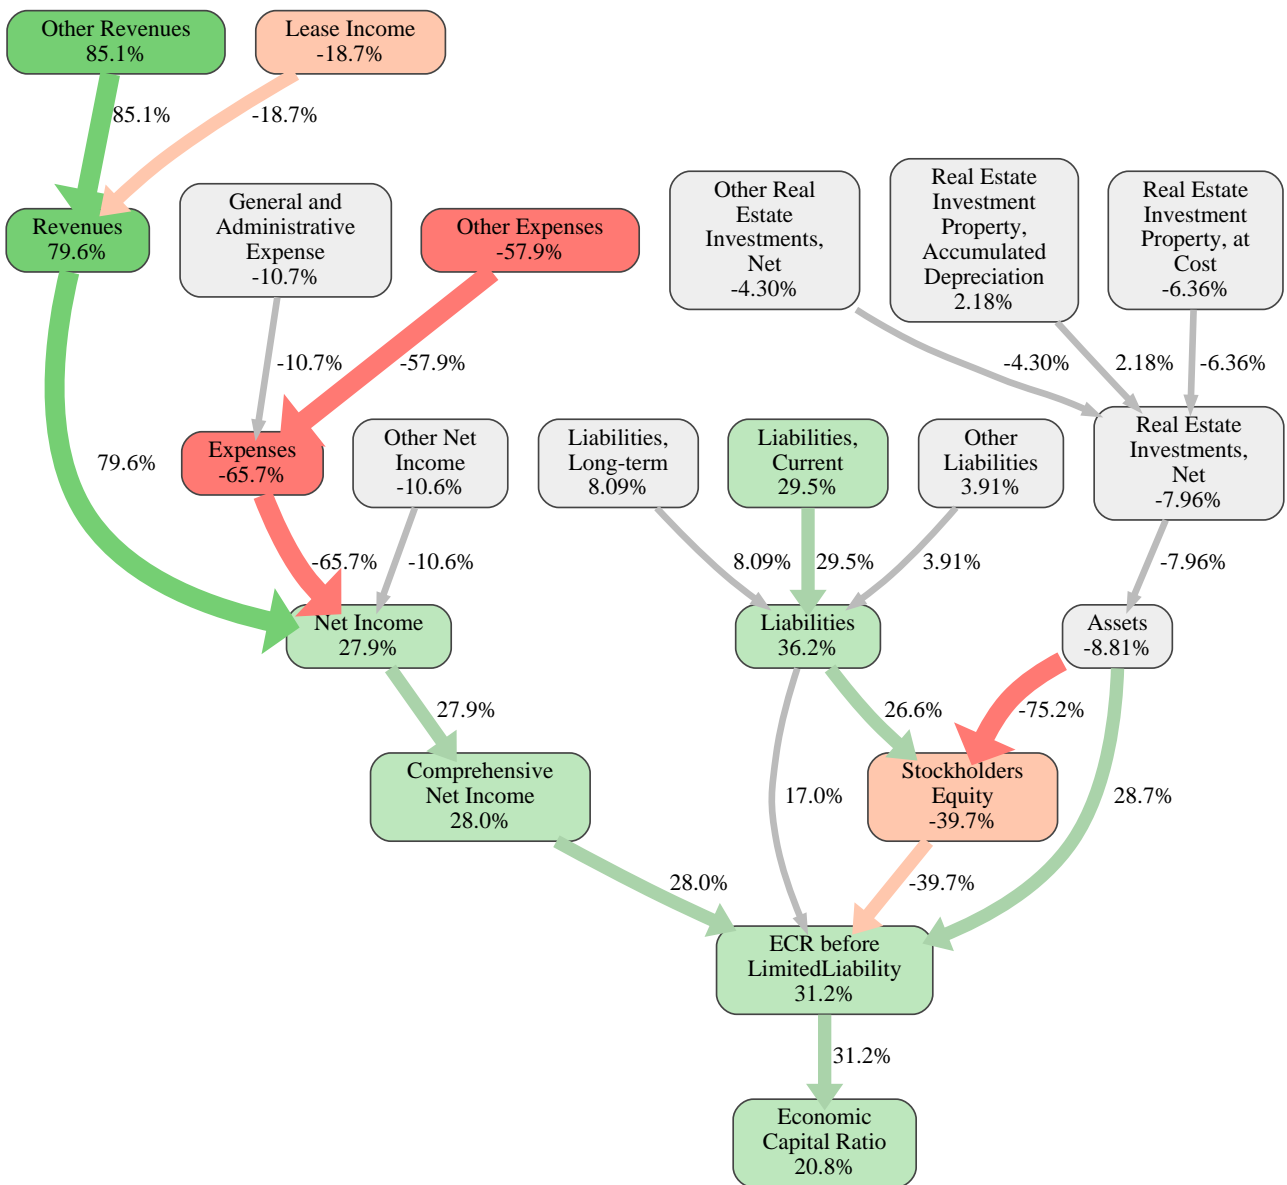 Other Revenues
85.1%
Lease Income
-18.7%
85.1%
-18.7%
Revenues
79.6%
General and
Administrative
Expense
-10.7%
Other Expenses
-57.9%
Other Real
Estate
Investments,
Net
-4.30%
Real Estate
Investment
Property,
Accumulated
Depreciation
2.18%
Real Estate
Investment
Property, at
Cost
-6.36%
-10.7%
-57.9%
-4.30%
2.18%
-6.36%
79.6%
Expenses
-65.7%
Other Net
Income
-10.6%
Liabilities,
Long-term
8.09%
Liabilities,
Current
29.5%
Other
Liabilities
3.91%
Real Estate
Investments,
Net
-7.96%
-65.7%
-10.6%
8.09%
29.5%
3.91%
-7.96%
Net Income
27.9%
Liabilities
36.2%
Assets
-8.81%
27.9%
26.6%
-75.2%
Comprehensive
Net Income
28.0%
17.0%
Stockholders
Equity
-39.7%
28.7%
28.0%
-39.7%
ECR before
LimitedLiability
31.2%
31.2%
Economic
Capital Ratio
20.8%